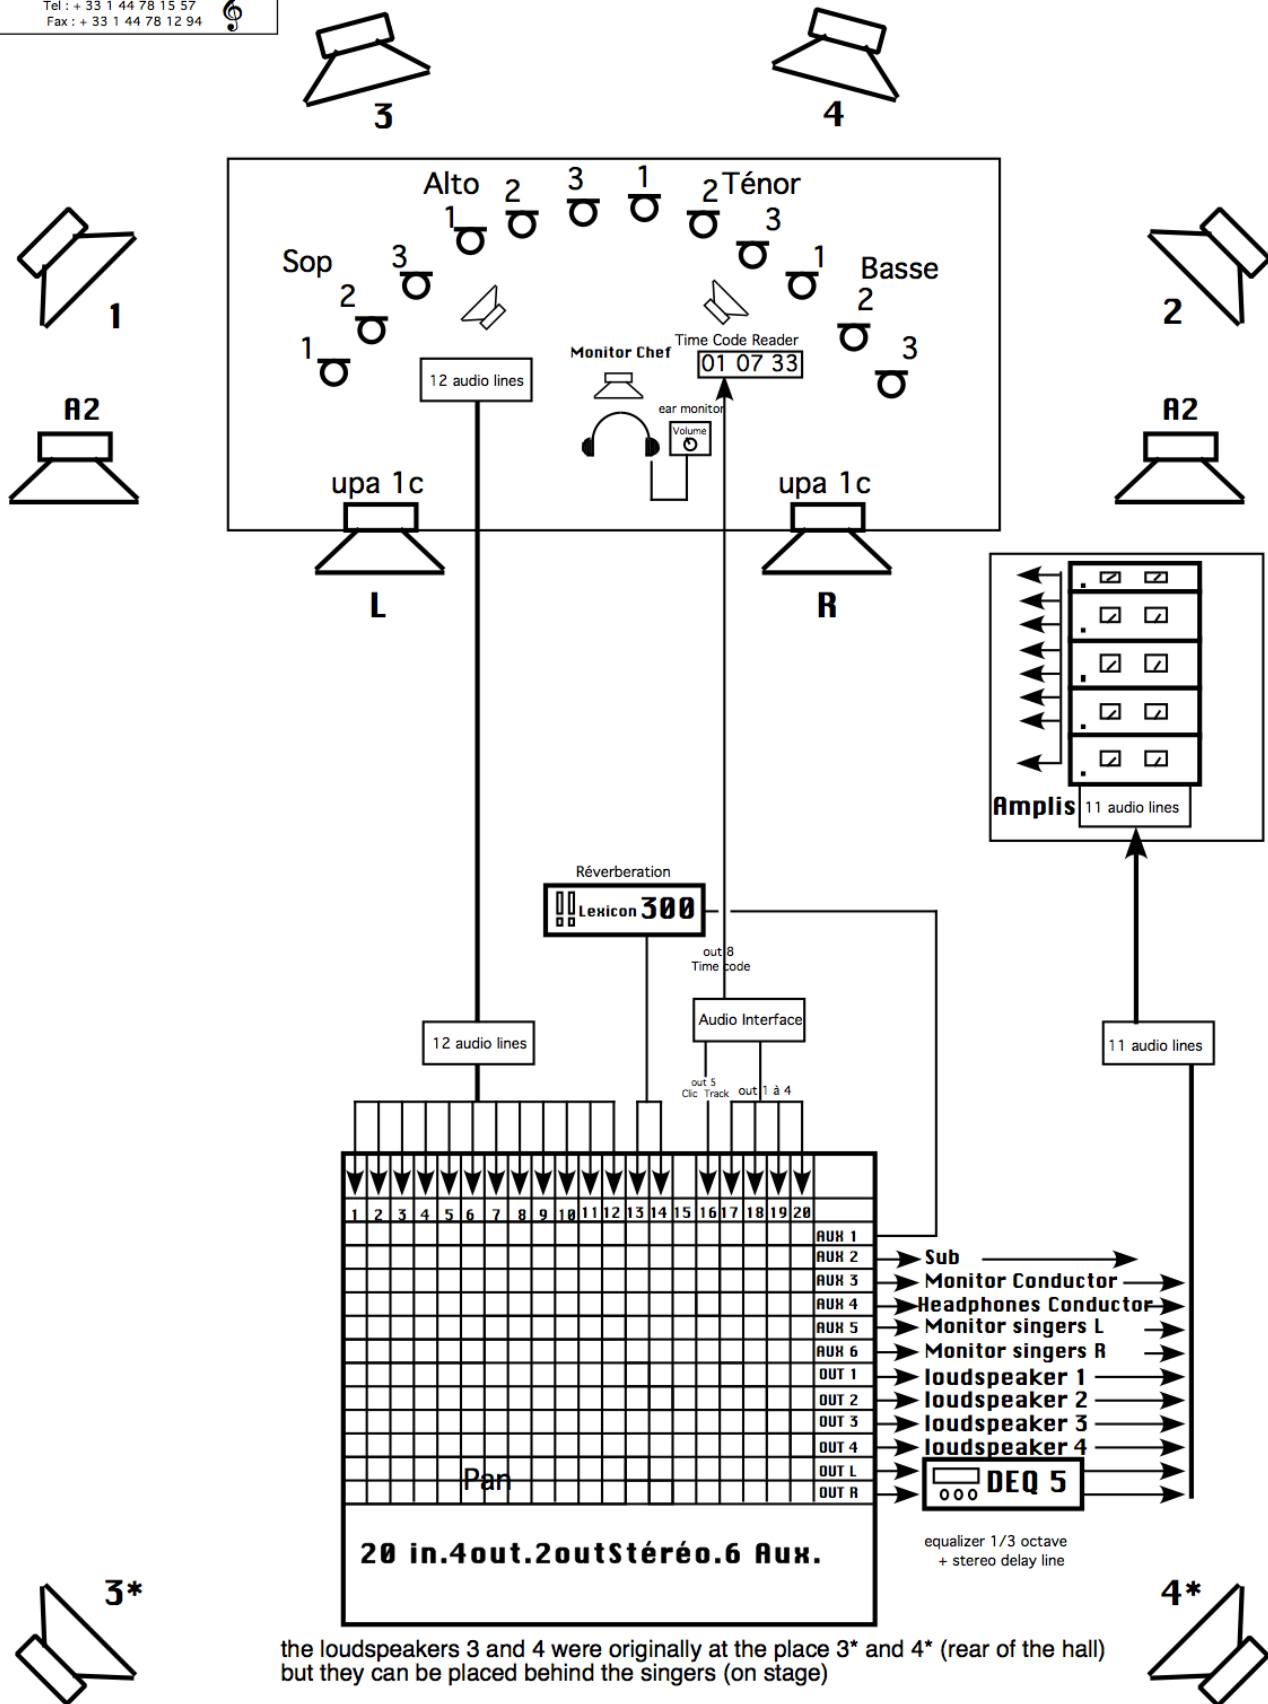 Tel : + 33 1 44 78 15 57
Fax : + 33 1 44 78 12 94
3
4
Alto
2
3
1
2
Ténor
1
3
Sop
3
1
Basse
2
2
1
3
1
2
Time Code Reader
Monitor Chef
01 07 33
12 audio lines
A2
A2
ear monitor
Volume
upa 1c
upa 1c
L
R
Amplis
11 audio lines
Réverberation
Lexicon 300
out 8
Time code
Audio Interface
12 audio lines
11 audio lines
out 5
Clic Track
out 1 à 4
1 2 3 4 5 6 7 8 9 10 11 12 13 14 15 16 17 18 19 20
AUX 1
AUX 2
Sub
AUX 3
Monitor Conductor
AUX 4
Headphones Conductor
AUX 5
Monitor singers L
AUX 6
Monitor singers R
OUT 1
loudspeaker 1
OUT 2
loudspeaker 2
OUT 3
loudspeaker 3
OUT 4
loudspeaker 4
OUT L
Pan
DEQ 5
OUT R
20 in.4out.2outStéréo.6 Aux.
equalizer 1/3 octave
+ stereo delay line
3*
4*
the loudspeakers 3 and 4 were originally at the place 3* and 4* (rear of the hall)
but they can be placed behind the singers (on stage)